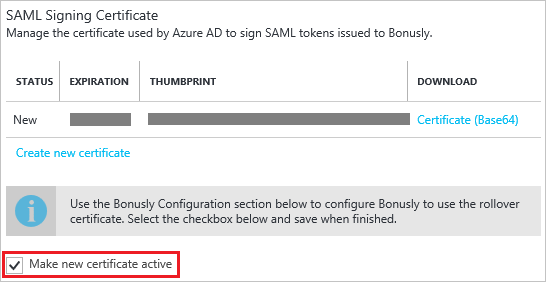 SAML Signing Certificate
Manage the certificate used by Azure AD to sign SAML tokens issued to Bonusly.
STATUS EXPIRATION THUMBPRINT DOWNLOAD
New Certificate (Base64)
Create new certificate
Use the Bonusly Configuration section below to configure Bonusly to use the rollover
certificate. Select the checkbox below and save when finished.
Make new certificate active